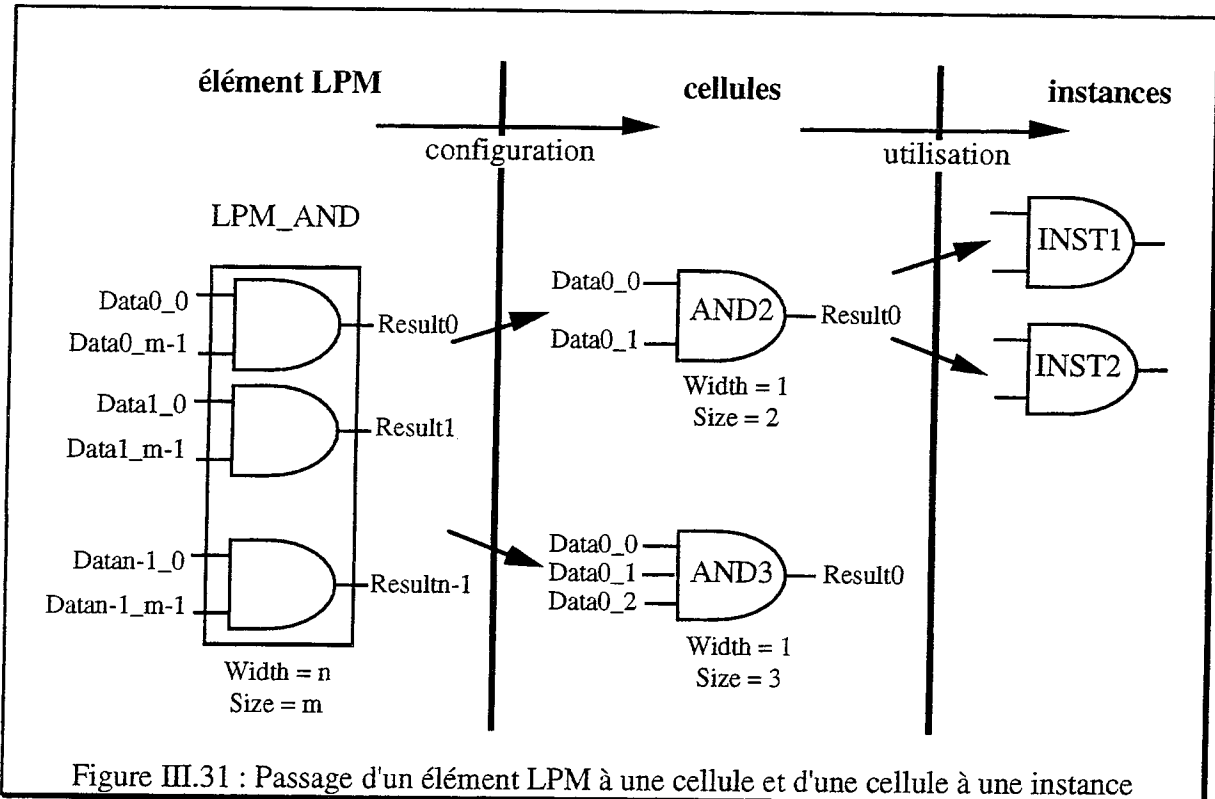 élément LPM
cellules
instances
configuration
utilisation
LPM_AND
Data0_0
Data0_m-1
Result0
Data1_0
Data1_m-1
Result1
Datan-1_0
Datan-1_m-1
Resultn-1
Width = n
Size = m
Data0_0
Data0_1
AND2
Result0
Width = 1
Size = 2
Data0_0
Data0_1
Data0_2
AND3
Result0
Width = 1
Size = 3
INST1
INST2
Figure III.31 : Passage d'un élément LPM à une cellule et d'une cellule à une instance